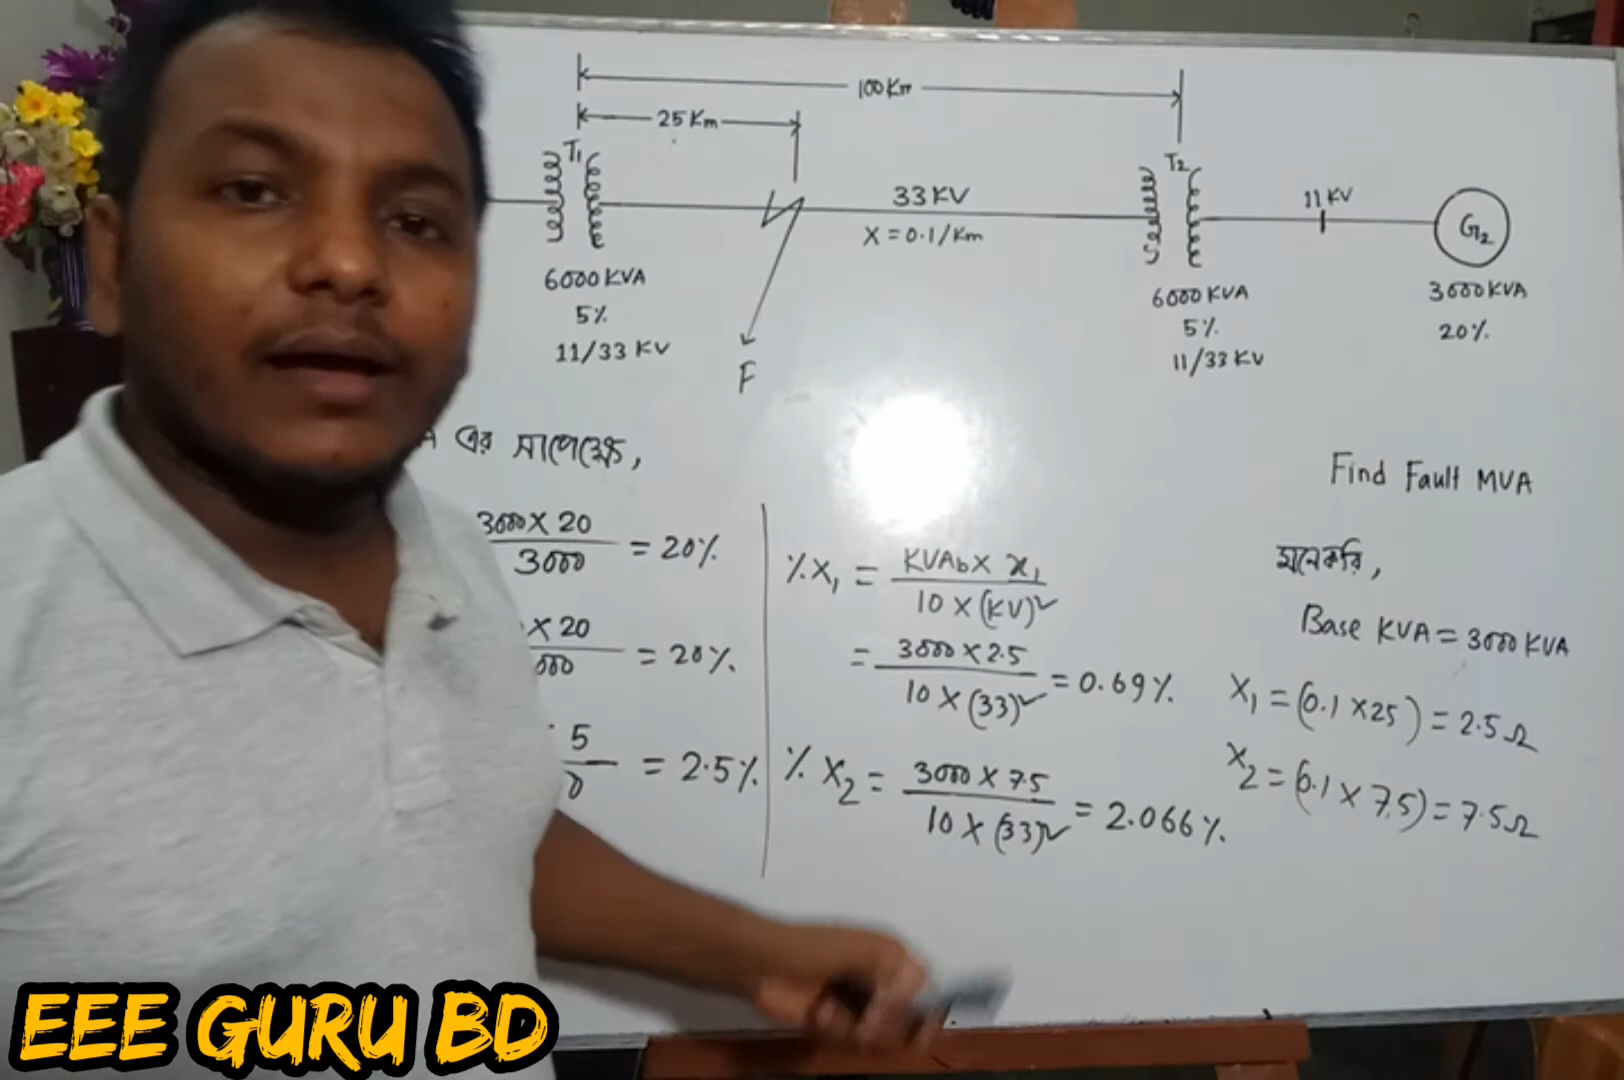 100 Km
25 Km
T1
T2
33 KV
X = 0.1/Km
11 KV
G2
6000 KVA
5%
11/33 KV
F
6000 KVA
5%
11/33 KV
3000 KVA
20%
এর সাপেক্ষে,
Find Fault MVA
3000 × 20
3000
= 20%
× 20
000
= 20%
5
0
= 2.5%
% X1 = KVAb × x1
10 × (KV)²
= 3000 × 2.5
10 × (33)²
= 0.69%
% X2 = 3000 × 7.5
10 × (33)²
= 2.066%
মনেকরি,
Base KVA = 3000 KVA
X1 = (0.1 × 25) = 2.5Ω
X2 = (0.1 × 75) = 7.5Ω
EEE GURU BD